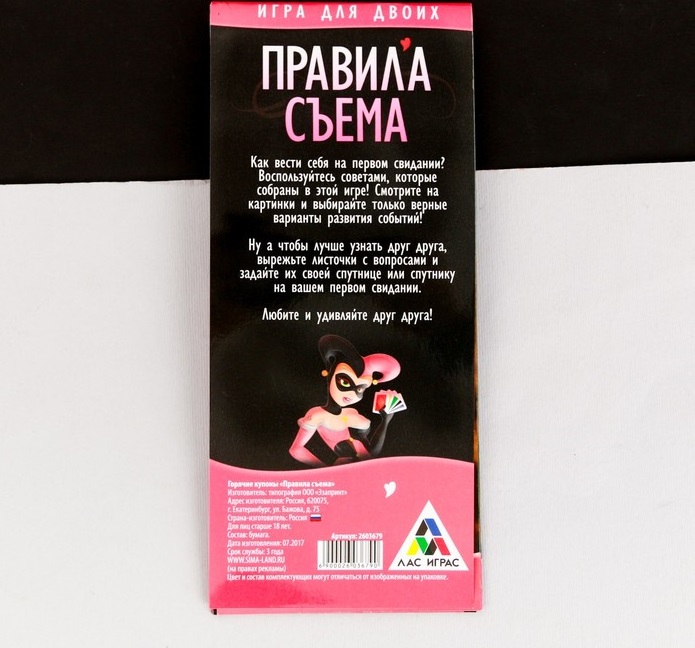 ИГРА ДЛЯ ДВОИХ
ПРАВИЛА
СЪЕМА
Как вести себя на первом свидании?
Воспользуйтесь советами, которые
собраны в этой игре! Смотрите на
картинки и выбирайте только верные
варианты развития событий!
Ну а чтобы лучше узнать друг друга,
вырежьте листочки с вопросами и
задайте их своей спутнице или спутнику
на вашем первом свидании.
Любите и удивляйте друг друга!
Горячие купоны «Правила съема»
Изготовитель: типография ООО «Эзапринт»
Адрес изготовителя: Россия, 620075,
г. Екатеринбург, ул. Бажова, д. 75
Страна-изготовитель: Россия
Для лиц старше 18 лет.
Состав: бумага.
Дата изготовления: 07.2017
Срок службы: 3 года
WWW.SIMA-LAND.RU
(на правах рекламы)
Цвет и состав комплектующих могут отличаться от изображенных на упаковке.
Артикул: 2603679
6 900026 036790
ЛАС ИГРАС